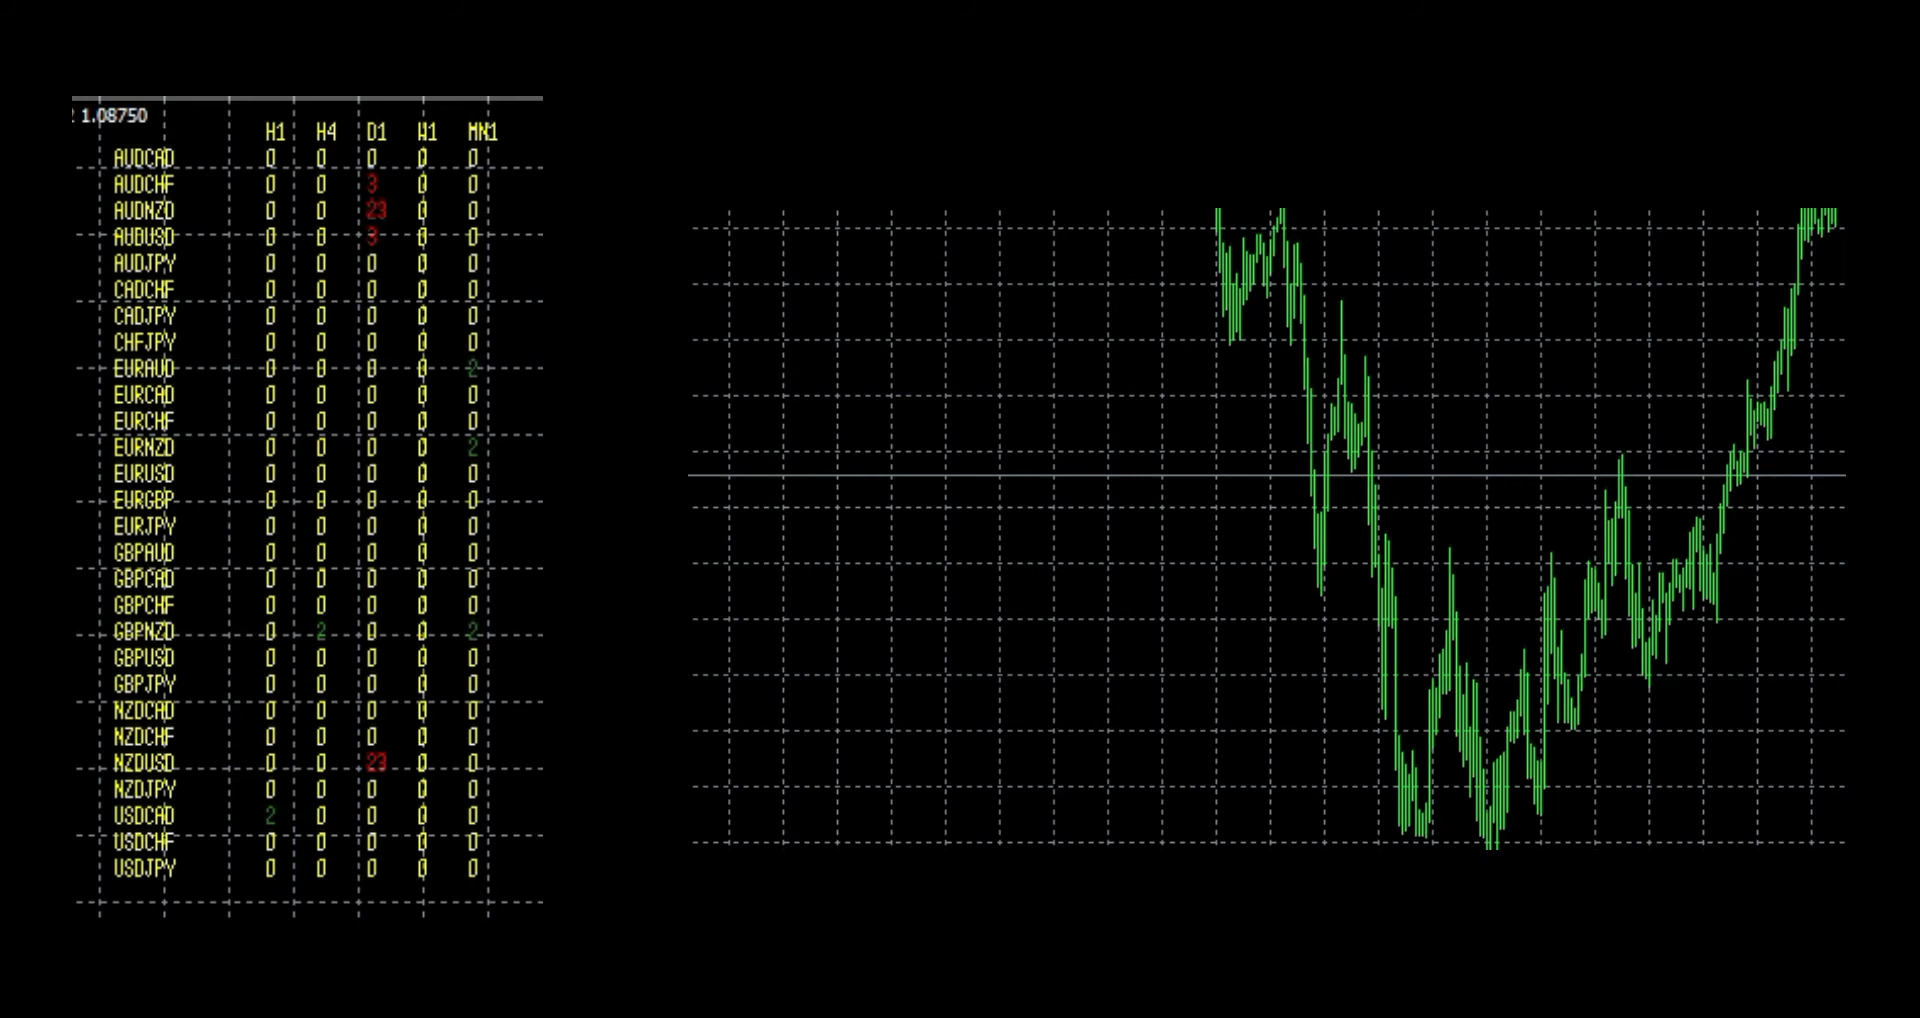 1.08750
H1 H4 D1 W1 MN1
AUDCAD 0 0 0 0 0
AUDCHF 0 0 3 0 0
AUDNZD 0 0 23 0 0
AUDUSD 0 0 3 0 0
AUDJPY 0 0 0 0 0
CADCHF 0 0 0 0 0
CADJPY 0 0 0 0 0
CHFJPY 0 0 0 0 0
EURAUD 0 0 0 0 2
EURCAD 0 0 0 0 0
EURCHF 0 0 0 0 0
EURNZD 0 0 0 0 2
EURUSD 0 0 0 0 0
EURGBP 0 0 0 0 0
EURJPY 0 0 0 0 0
GBPAUD 0 0 0 0 0
GBPCAD 0 0 0 0 0
GBPCHF 0 0 0 0 0
GBPNZD 0 2 0 0 2
GBPUSD 0 0 0 0 0
GBPJPY 0 0 0 0 0
NZDCAD 0 0 0 0 0
NZDCHF 0 0 0 0 0
NZDUSD 0 0 23 0 0
NZDJPY 0 0 0 0 0
USDCAD 2 0 0 0 0
USDCHF 0 0 0 0 0
USDJPY 0 0 0 0 0